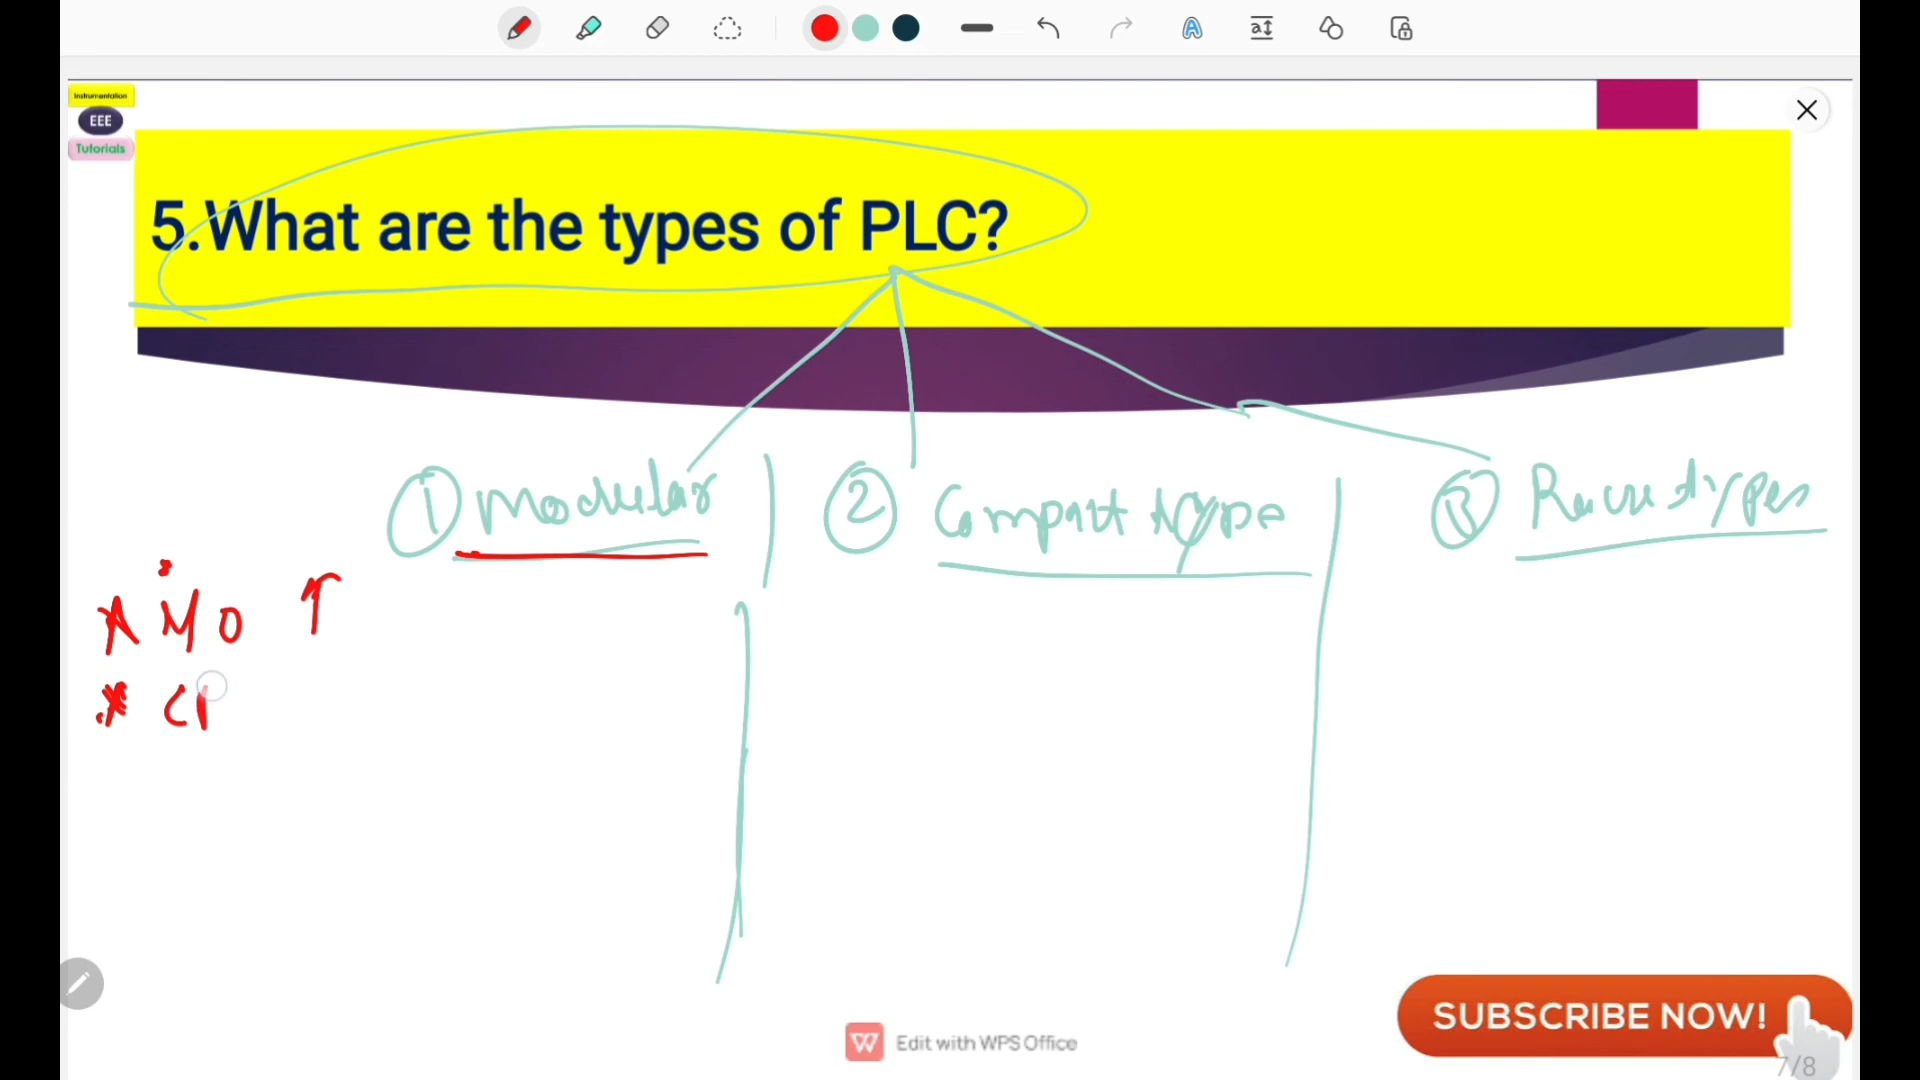 Instrumentation
EEE
Tutorials
5.What are the types of PLC?
① Modular
② Compact type
③ types
I/O ↑
SUBSCRIBE NOW!
Edit with WPS Office
7/8